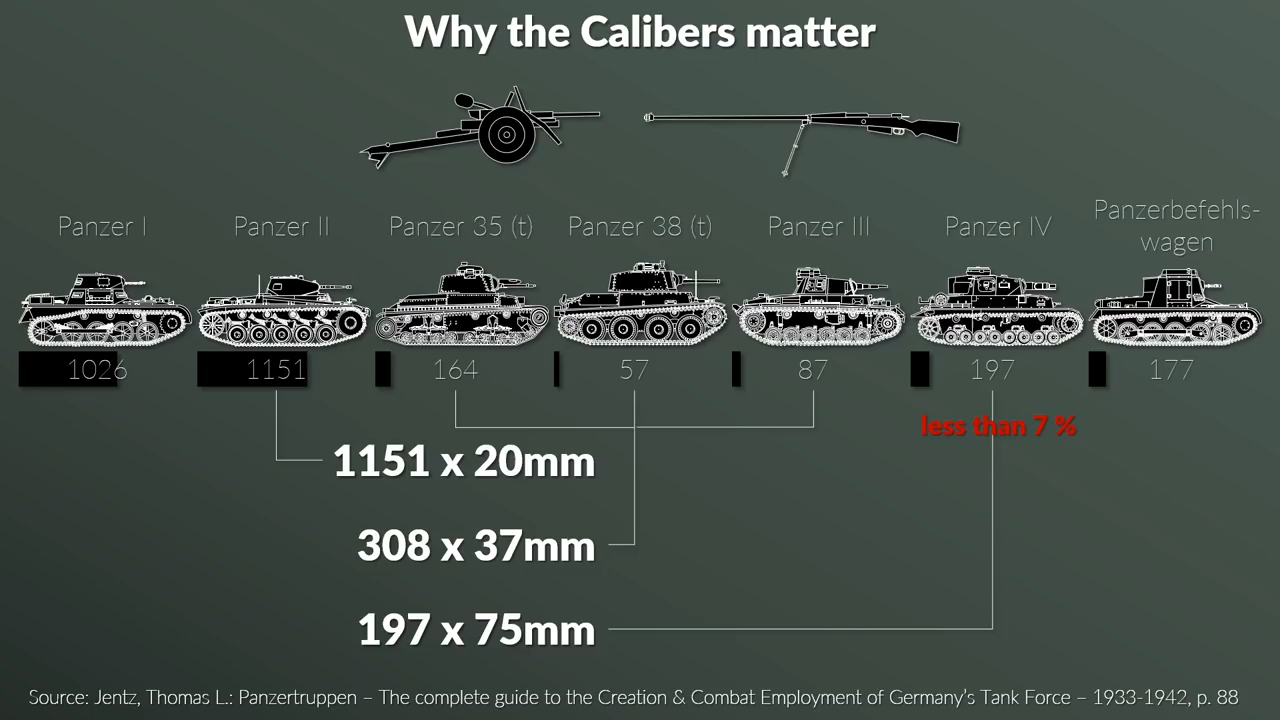 Why the Calibers matter
Panzer I
Panzer II
Panzer 35 (t)
Panzer 38 (t)
Panzer III
Panzer IV
Panzerbefehls-
wagen
1026
1151
164
57
87
197
177
less than 7 %
1151 x 20mm
308 x 37mm
197 x 75mm
Source: Jentz, Thomas L.: Panzertruppen – The complete guide to the Creation & Combat Employment of Germany's Tank Force – 1933-1942, p. 88